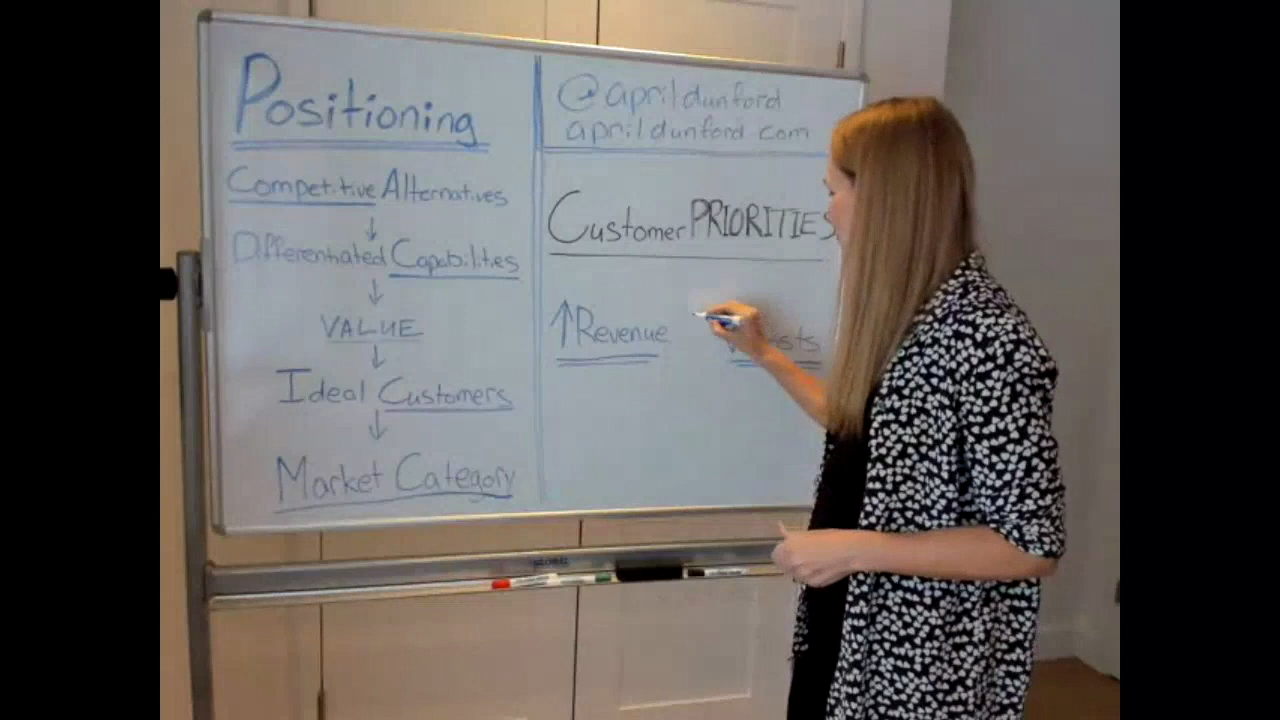 Positioning
Competitive Alternatives
↓
Differentiated Capabilities
↓
VALUE
↓
Ideal Customers
↓
Market Category
@aprildunford
aprildunford.com
Customer PRIORITIES
↑Revenue